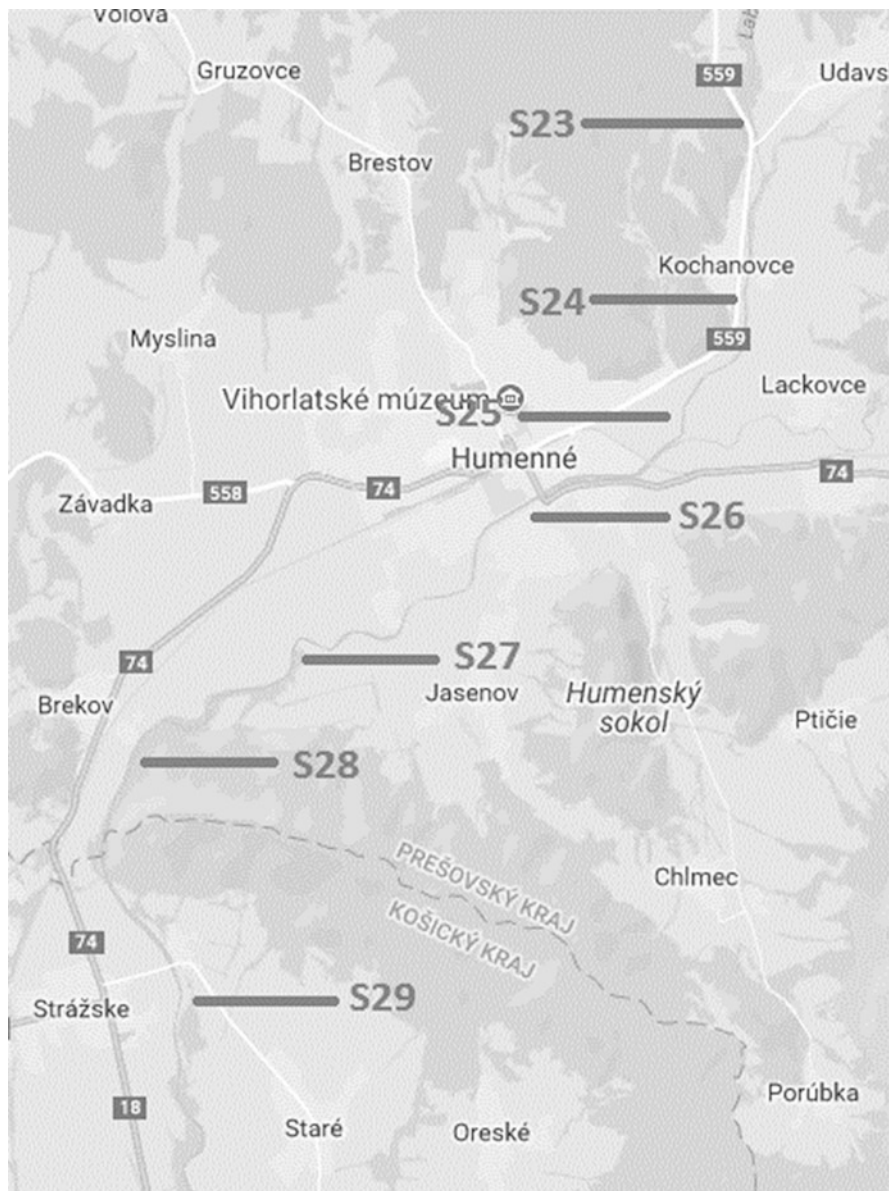 Volova
Lab
Gruzovce
559
Udavs
S23
Brestov
Kochanovce
S24
559
Myslina
Lackovce
Vihorlatské múzeum
S25
Humenné
74
74
558
Závadka
S26
S27
74
Jasenov
Humenský
sokol
Brekov
Ptičie
S28
PREŠOVSKÝ KRAJ
KOŠICKÝ KRAJ
Chlmec
74
S29
Strážske
Porúbka
18
Staré
Oreské